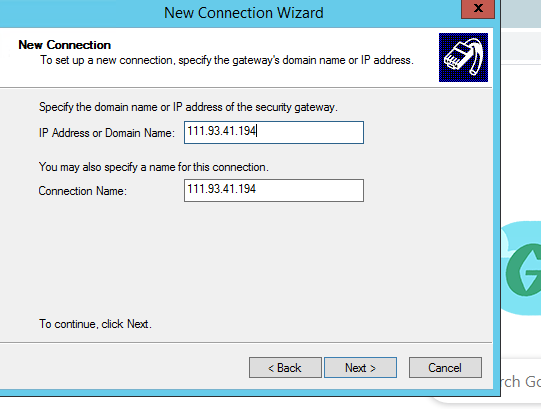 New Connection Wizard
x
New Connection
To set up a new connection, specify the gateway's domain name or IP address.
Specify the domain name or IP address of the security gateway.
IP Address or Domain Name: 111.93.41.194
You may also specify a name for this connection.
Connection Name: 111.93.41.194
To continue, click Next.
< Back Next > Cancel
rch Go